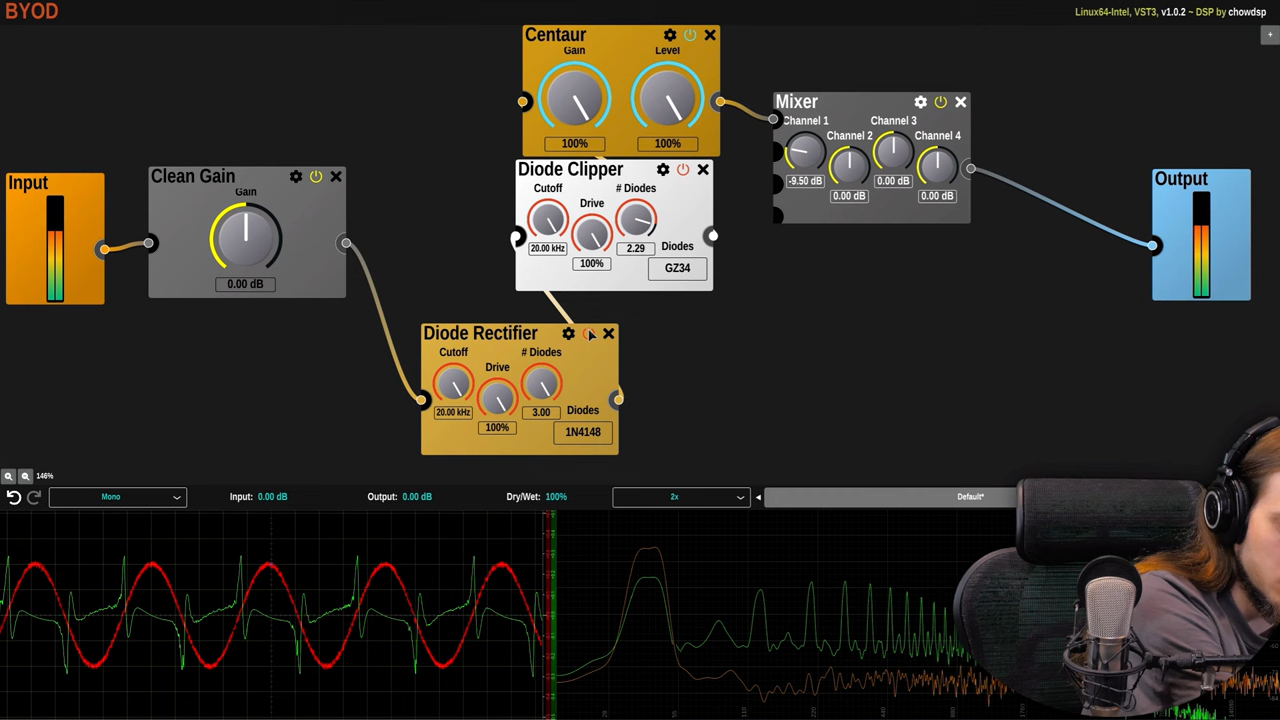 BYOD
Linux64-Intel, VST3, v1.0.2 ~ DSP by chowdsp
+
Centaur
Gain
Level
100%
100%
Mixer
Channel 1
Channel 2
Channel 3
Channel 4
-9.50 dB
0.00 dB
0.00 dB
0.00 dB
Input
Clean Gain
Gain
0.00 dB
Diode Clipper
Cutoff
Drive
# Diodes
20.00 kHz
100%
2.29
Diodes
GZ34
Output
Diode Rectifier
Cutoff
Drive
# Diodes
20.00 kHz
100%
3.00
Diodes
1N4148
146%
Mono
Input: 0.00 dB
Output: 0.00 dB
Dry/Wet: 100%
2x
Default*